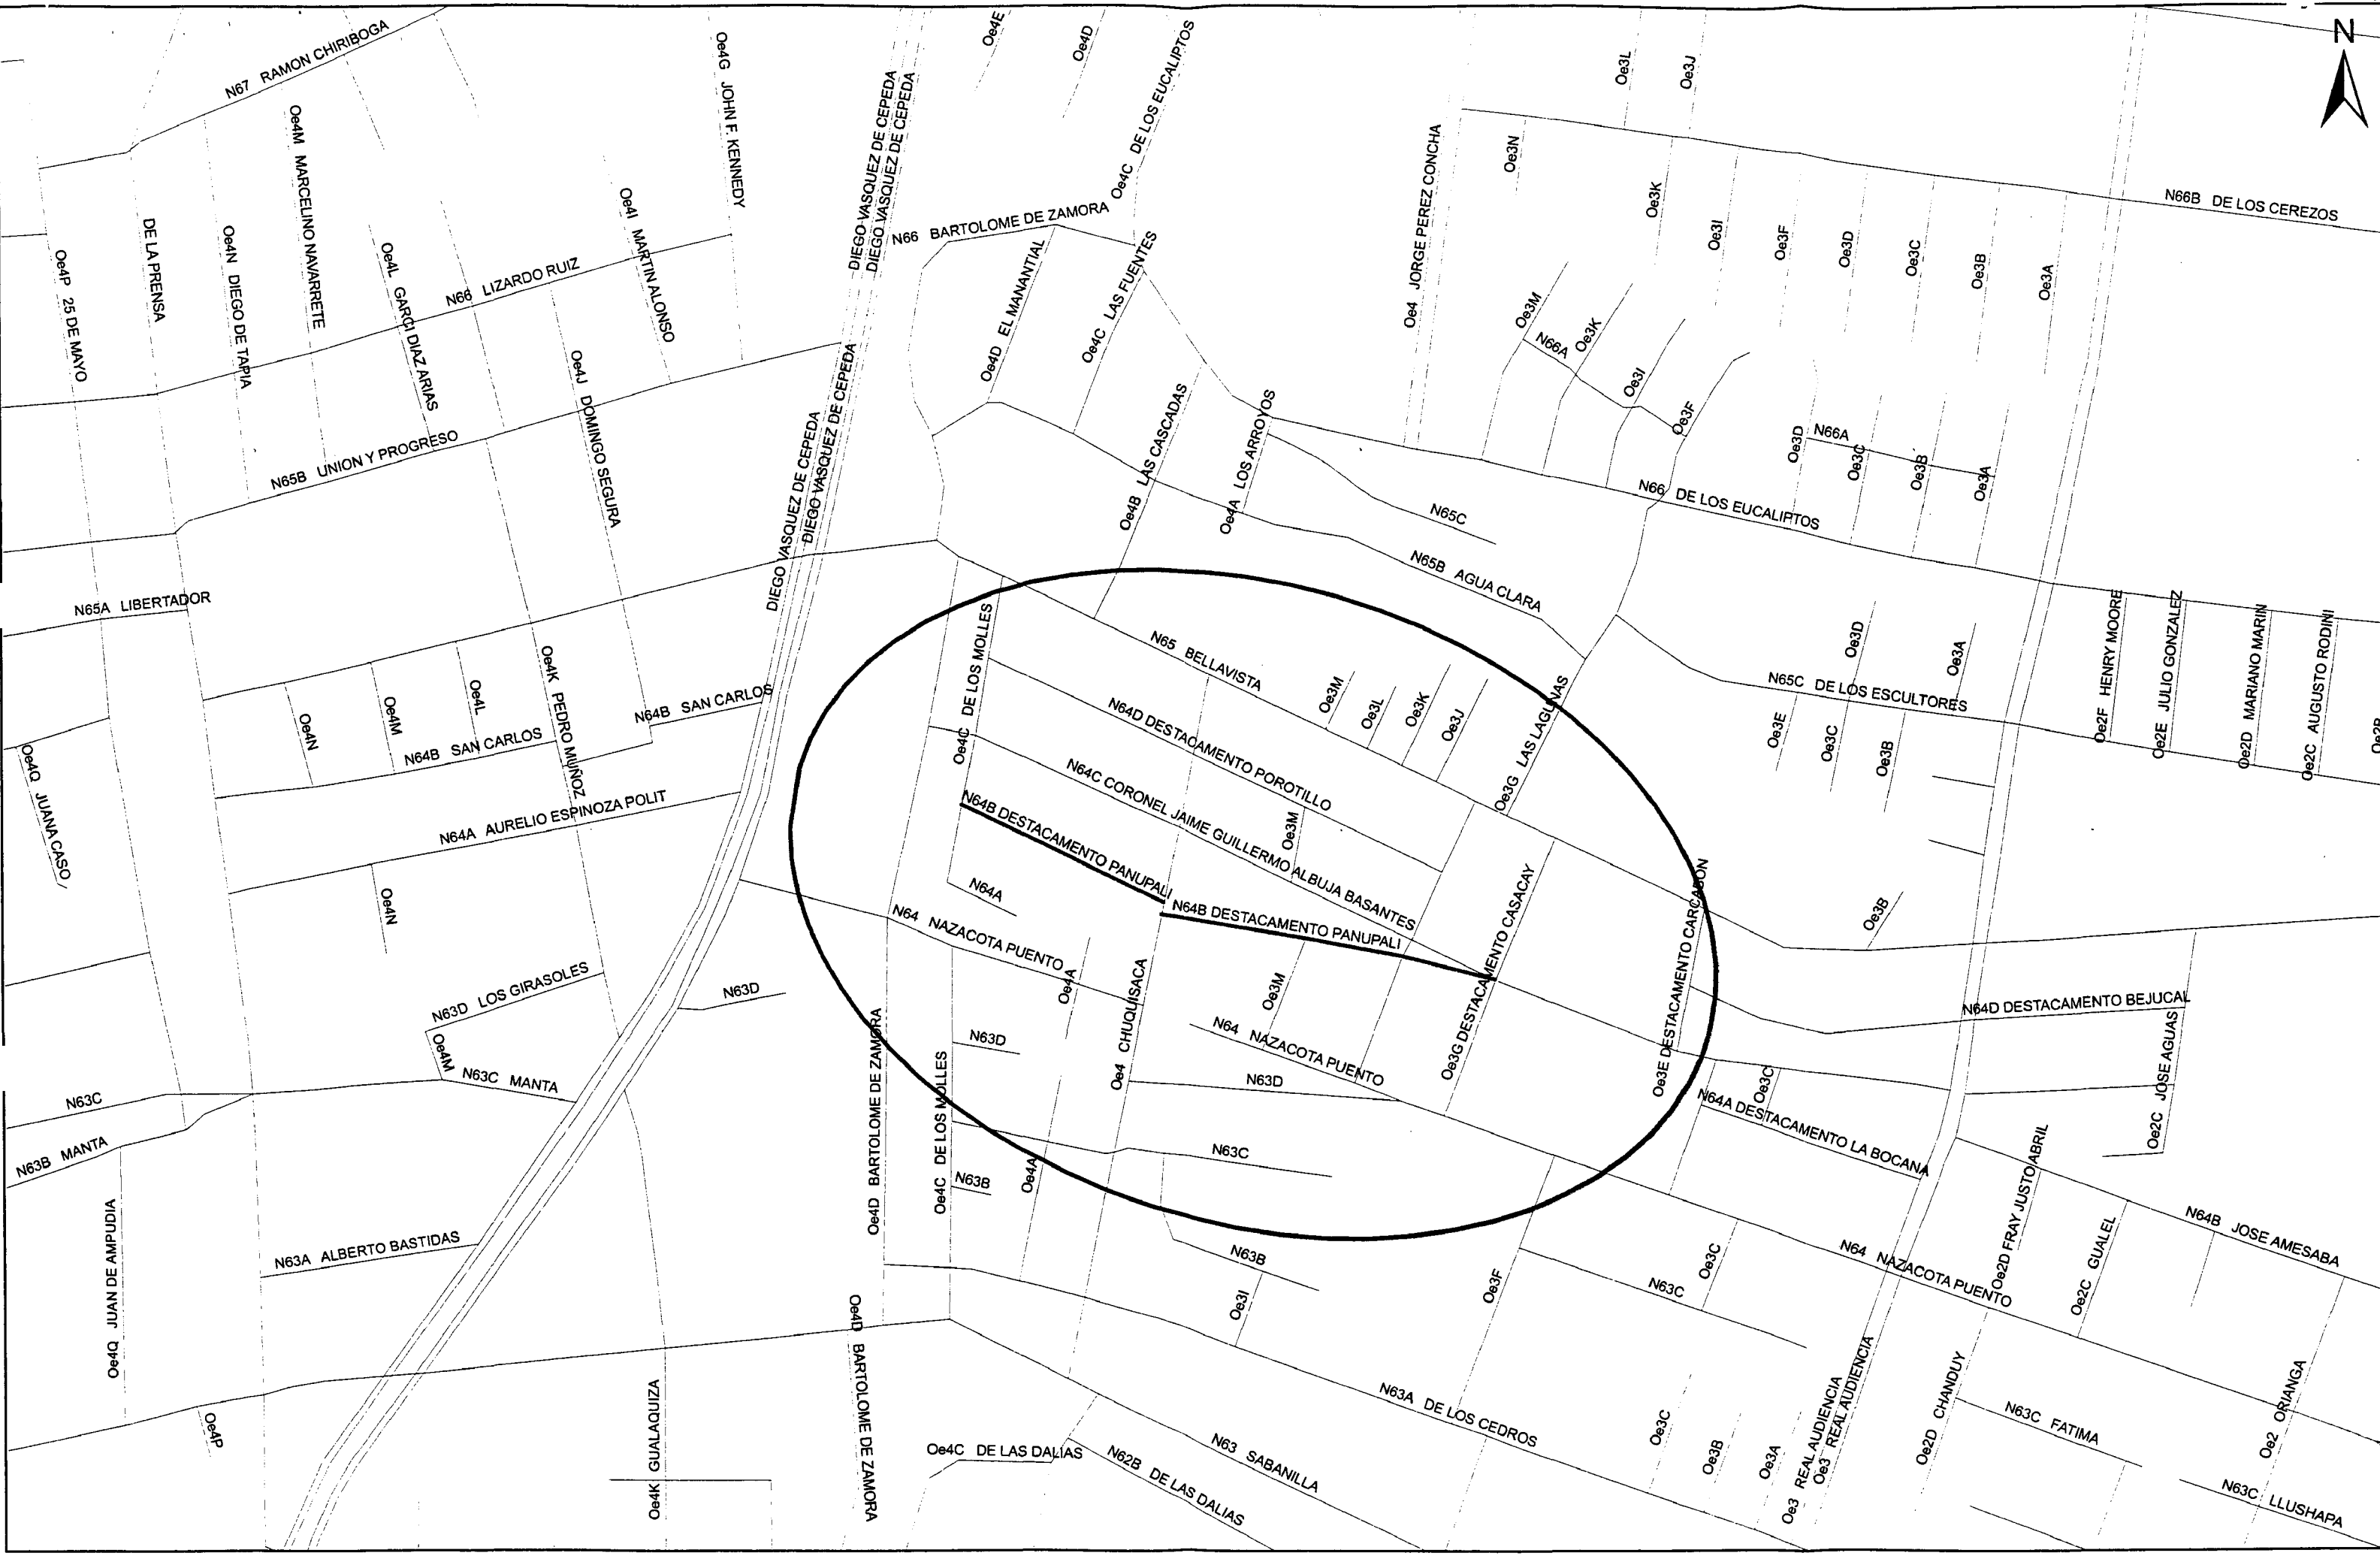 N
N67 RAMON CHIRIBOGA
Oe4G JOHN F. KENNEDY
Oe4E
Oe4D
Oe4C DE LOS EUCALIPTOS
Oe3L
Oe3J
DIEGO VASQUEZ DE CEPEDA
DIEGO VASQUEZ DE CEPEDA
Oe4M MARCELINO NAVARRETE
Oe4I MARTIN ALONSO
Oe4 JORGE PEREZ CONCHA
Oe3N
Oe3K
Oe3I
Oe3F
Oe3D
Oe3C
Oe3B
Oe3A
N66B DE LOS CEREZOS
Oe4P 25 DE MAYO
DE LA PRENSA
Oe4N DIEGO DE TAPIA
Oe4L GARCI DIAZ ARIAS
N66 LIZARDO RUIZ
N66 BARTOLOME DE ZAMORA
Oe4D EL MANANTIAL
Oe4C LAS FUENTES
Oe3M
N66A
Oe3K
Oe3I
Oe3F
Oe4J DOMINGO SEGURA
DIEGO VASQUEZ DE CEPEDA
DIEGO VASQUEZ DE CEPEDA
Oe4B LAS CASCADAS
Oe4A LOS ARROYOS
Oe3D
N66A
Oe3C
Oe3B
Oe3A
N65B UNION Y PROGRESO
N65C
N66 DE LOS EUCALIPTOS
N65B AGUA CLARA
N65A LIBERTADOR
Oe4C DE LOS MOLLES
N65 BELLAVISTA
Oe3M
Oe3L
Oe3K
Oe3J
Oe3G LAS LAGUNAS
Oe3D
Oe3A
N65C DE LOS ESCULTORES
Oe3E
Oe3C
Oe3B
Oe2F HENRY MOORE
Oe2E JULIO GONZALEZ
Oe2D MARIANO MARIN
Oe2C AUGUSTO RODINI
Oe4N
Oe4M
Oe4L
Oe4K PEDRO MUÑOZ
N64B SAN CARLOS
N64B SAN CARLOS
Oe4Q JUANA CASO
N64A AURELIO ESPINOZA POLIT
N64D DESTACAMENTO POROTILLO
N64C CORONEL JAIME GUILLERMO ALBUJA BASANTES
Oe3M
N64B DESTACAMENTO PANUPALI
N64B DESTACAMENTO PANUPALI
N64A
Oe4N
N64 NAZACOTA PUENTO
Oe4A
Oe4 CHUQUISACA
Oe3M
Oe3G DESTACAMENTO CASACAY
Oe3E DESTACAMENTO CARCABON
Oe3B
N63D LOS GIRASOLES
N63D
N63D
N64 NAZACOTA PUENTO
N63D
N64D DESTACAMENTO BEJUCAL
Oe2C JOSE AGUAS
Oe4M
N63C
N63C MANTA
N63B MANTA
Oe4D BARTOLOME DE ZAMORA
Oe4C DE LOS MOLLES
Oe3C
N64A DESTACAMENTO LA BOCANA
N63C
Oe4A
N63B
Oe4Q JUAN DE AMPUDIA
N63A ALBERTO BASTIDAS
N63B
Oe3I
Oe3F
Oe3C
N63C
N64 NAZACOTA PUENTO
Oe2D FRAY JUSTO ABRIL
Oe2C GUALEL
N64B JOSE AMESABA
Oe4P
Oe4K GUALAQUIZA
Oe4D BARTOLOME DE ZAMORA
Oe4C DE LAS DALIAS
N62B DE LAS DALIAS
N63 SABANILLA
N63A DE LOS CEDROS
Oe3C
Oe3B
Oe3A
Oe3 REAL AUDIENCIA
Oe3 REAL AUDIENCIA
Oe2D CHANDUY
N63C FATIMA
Oe2 ORIANGA
N63C LLUSHAPA